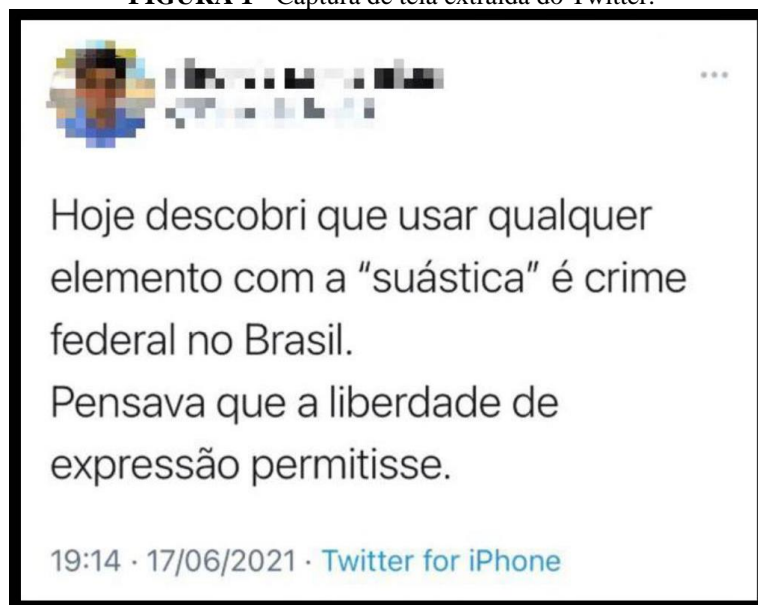 FIGURA 1 - Captura de tela extraída do Twitter.
Hoje descobri que usar qualquer
elemento com a “suástica” é crime
federal no Brasil.
Pensava que a liberdade de
expressão permitisse.
19:14 · 17/06/2021 · Twitter for iPhone